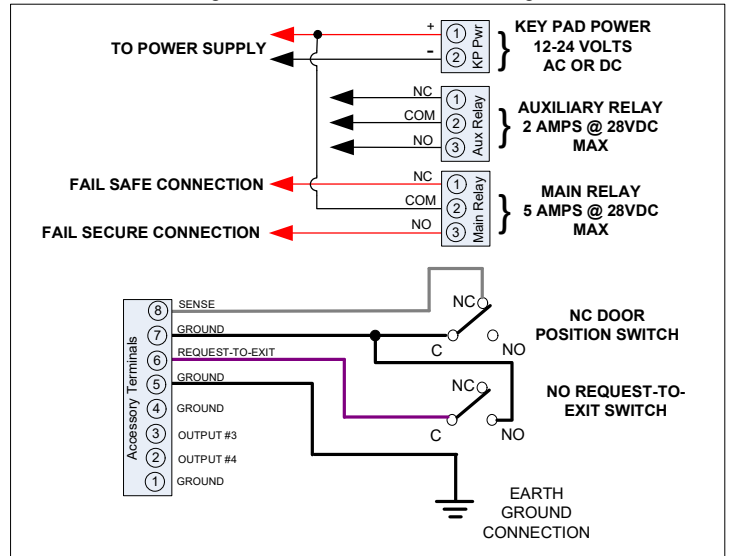 +
-
TO POWER SUPPLY
1
2
KP Pwr
KEY PAD POWER
12-24 VOLTS
AC OR DC
NC
COM
NO
1
2
3
Aux Relay
AUXILIARY RELAY
2 AMPS @ 28VDC
MAX
FAIL SAFE CONNECTION
FAIL SECURE CONNECTION
NC
COM
NO
1
2
3
Main Relay
MAIN RELAY
5 AMPS @ 28VDC
MAX
Accessory Terminals
8 SENSE
7 GROUND
6 REQUEST-TO-EXIT
5 GROUND
4 GROUND
3 OUTPUT #3
2 OUTPUT #4
1 GROUND
NC
C
NO
NC DOOR
POSITION SWITCH
NC
C
NO
NO REQUEST-TO-
EXIT SWITCH
EARTH
GROUND
CONNECTION